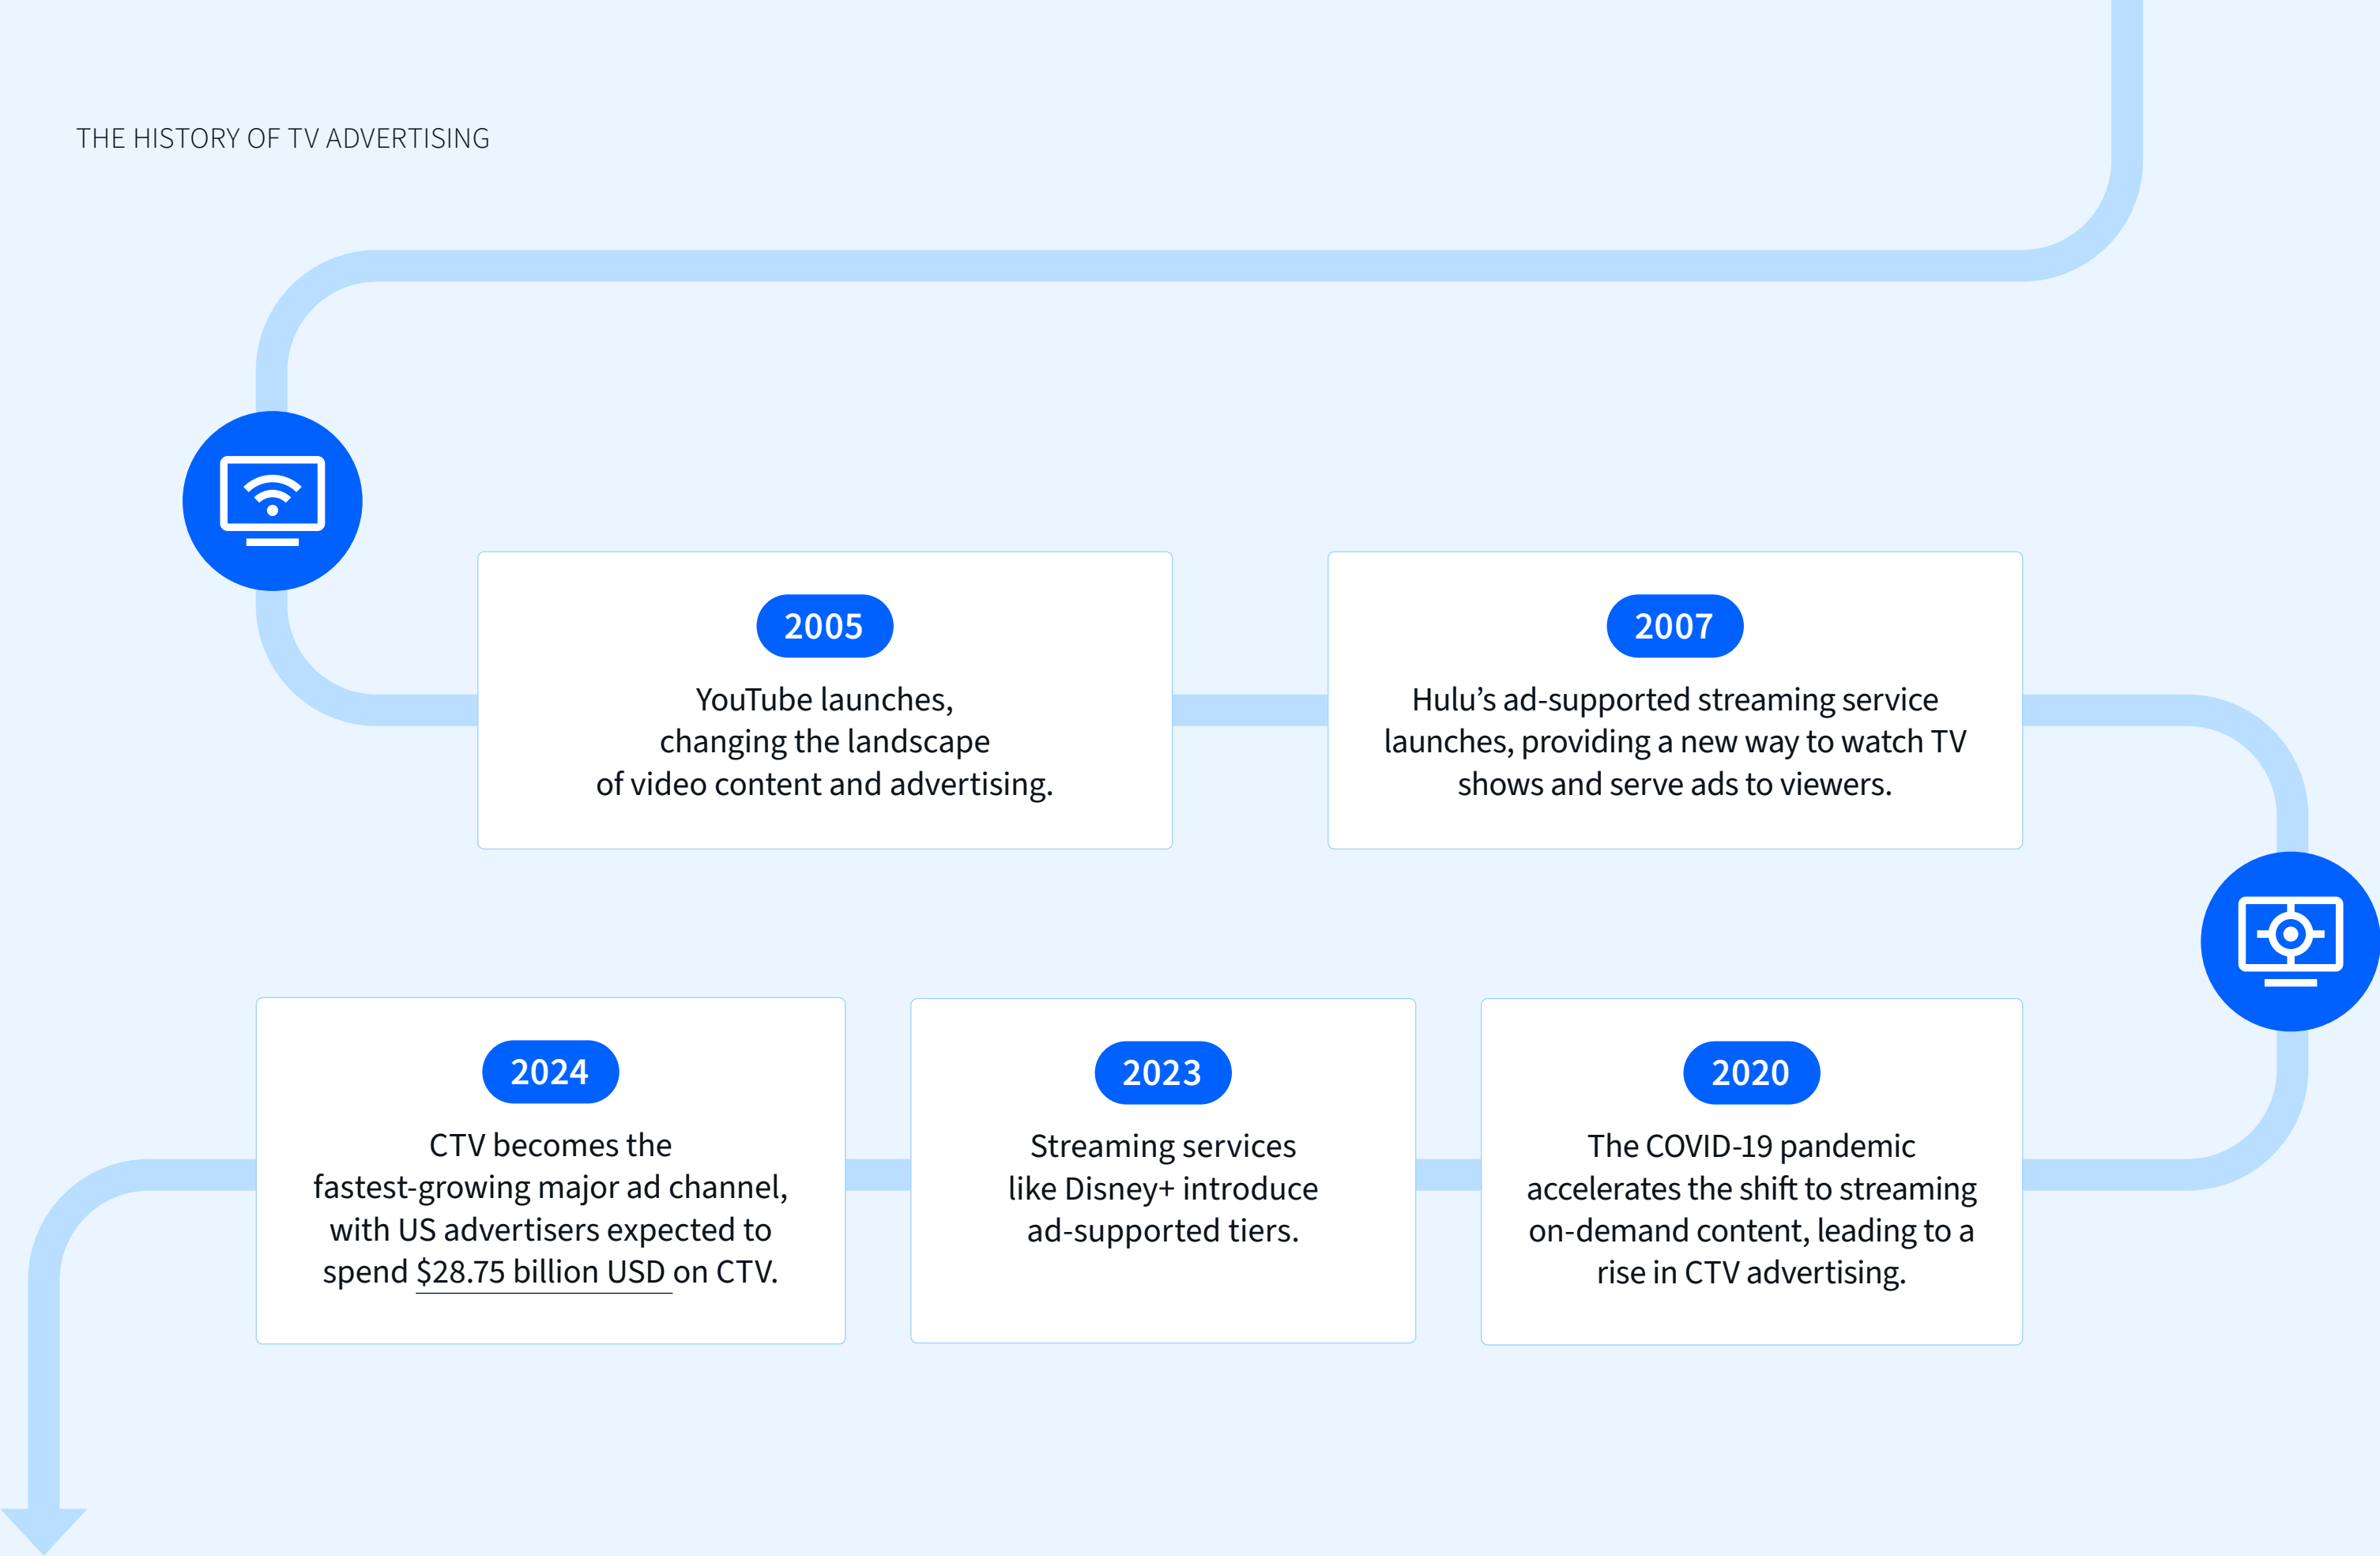 THE HISTORY OF TV ADVERTISING
2005
YouTube launches,
changing the landscape
of video content and advertising.
2007
Hulu’s ad-supported streaming service
launches, providing a new way to watch TV
shows and serve ads to viewers.
2020
The COVID-19 pandemic
accelerates the shift to streaming
on-demand content, leading to a
rise in CTV advertising.
2023
Streaming services
like Disney+ introduce
ad-supported tiers.
2024
CTV becomes the
fastest-growing major ad channel,
with US advertisers expected to
spend $28.75 billion USD on CTV.